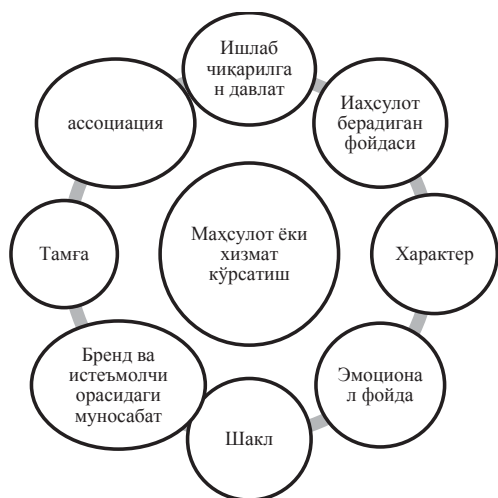 Ишлаб
чиқарилга
н давлат
Иаҳсулот
берадиган
фойдаси
Характер
Эмоциона
л фойда
Шакл
Бренд ва
истеъмолчи
орасидаги
муносабат
Тамға
ассоциация
Маҳсулот ёки
хизмат
кўрсатиш